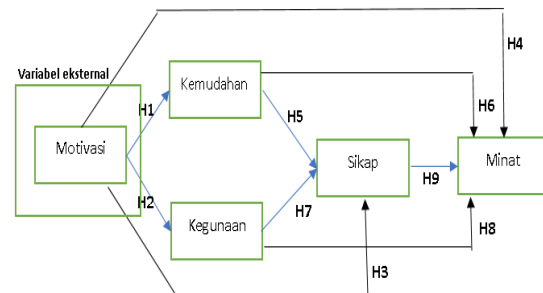 H4
Variabel eksternal
Kemudahan
H1
H5
H6
Motivasi
Sikap
Minat
H9
H2
H7
Kegunaan
H8
H3